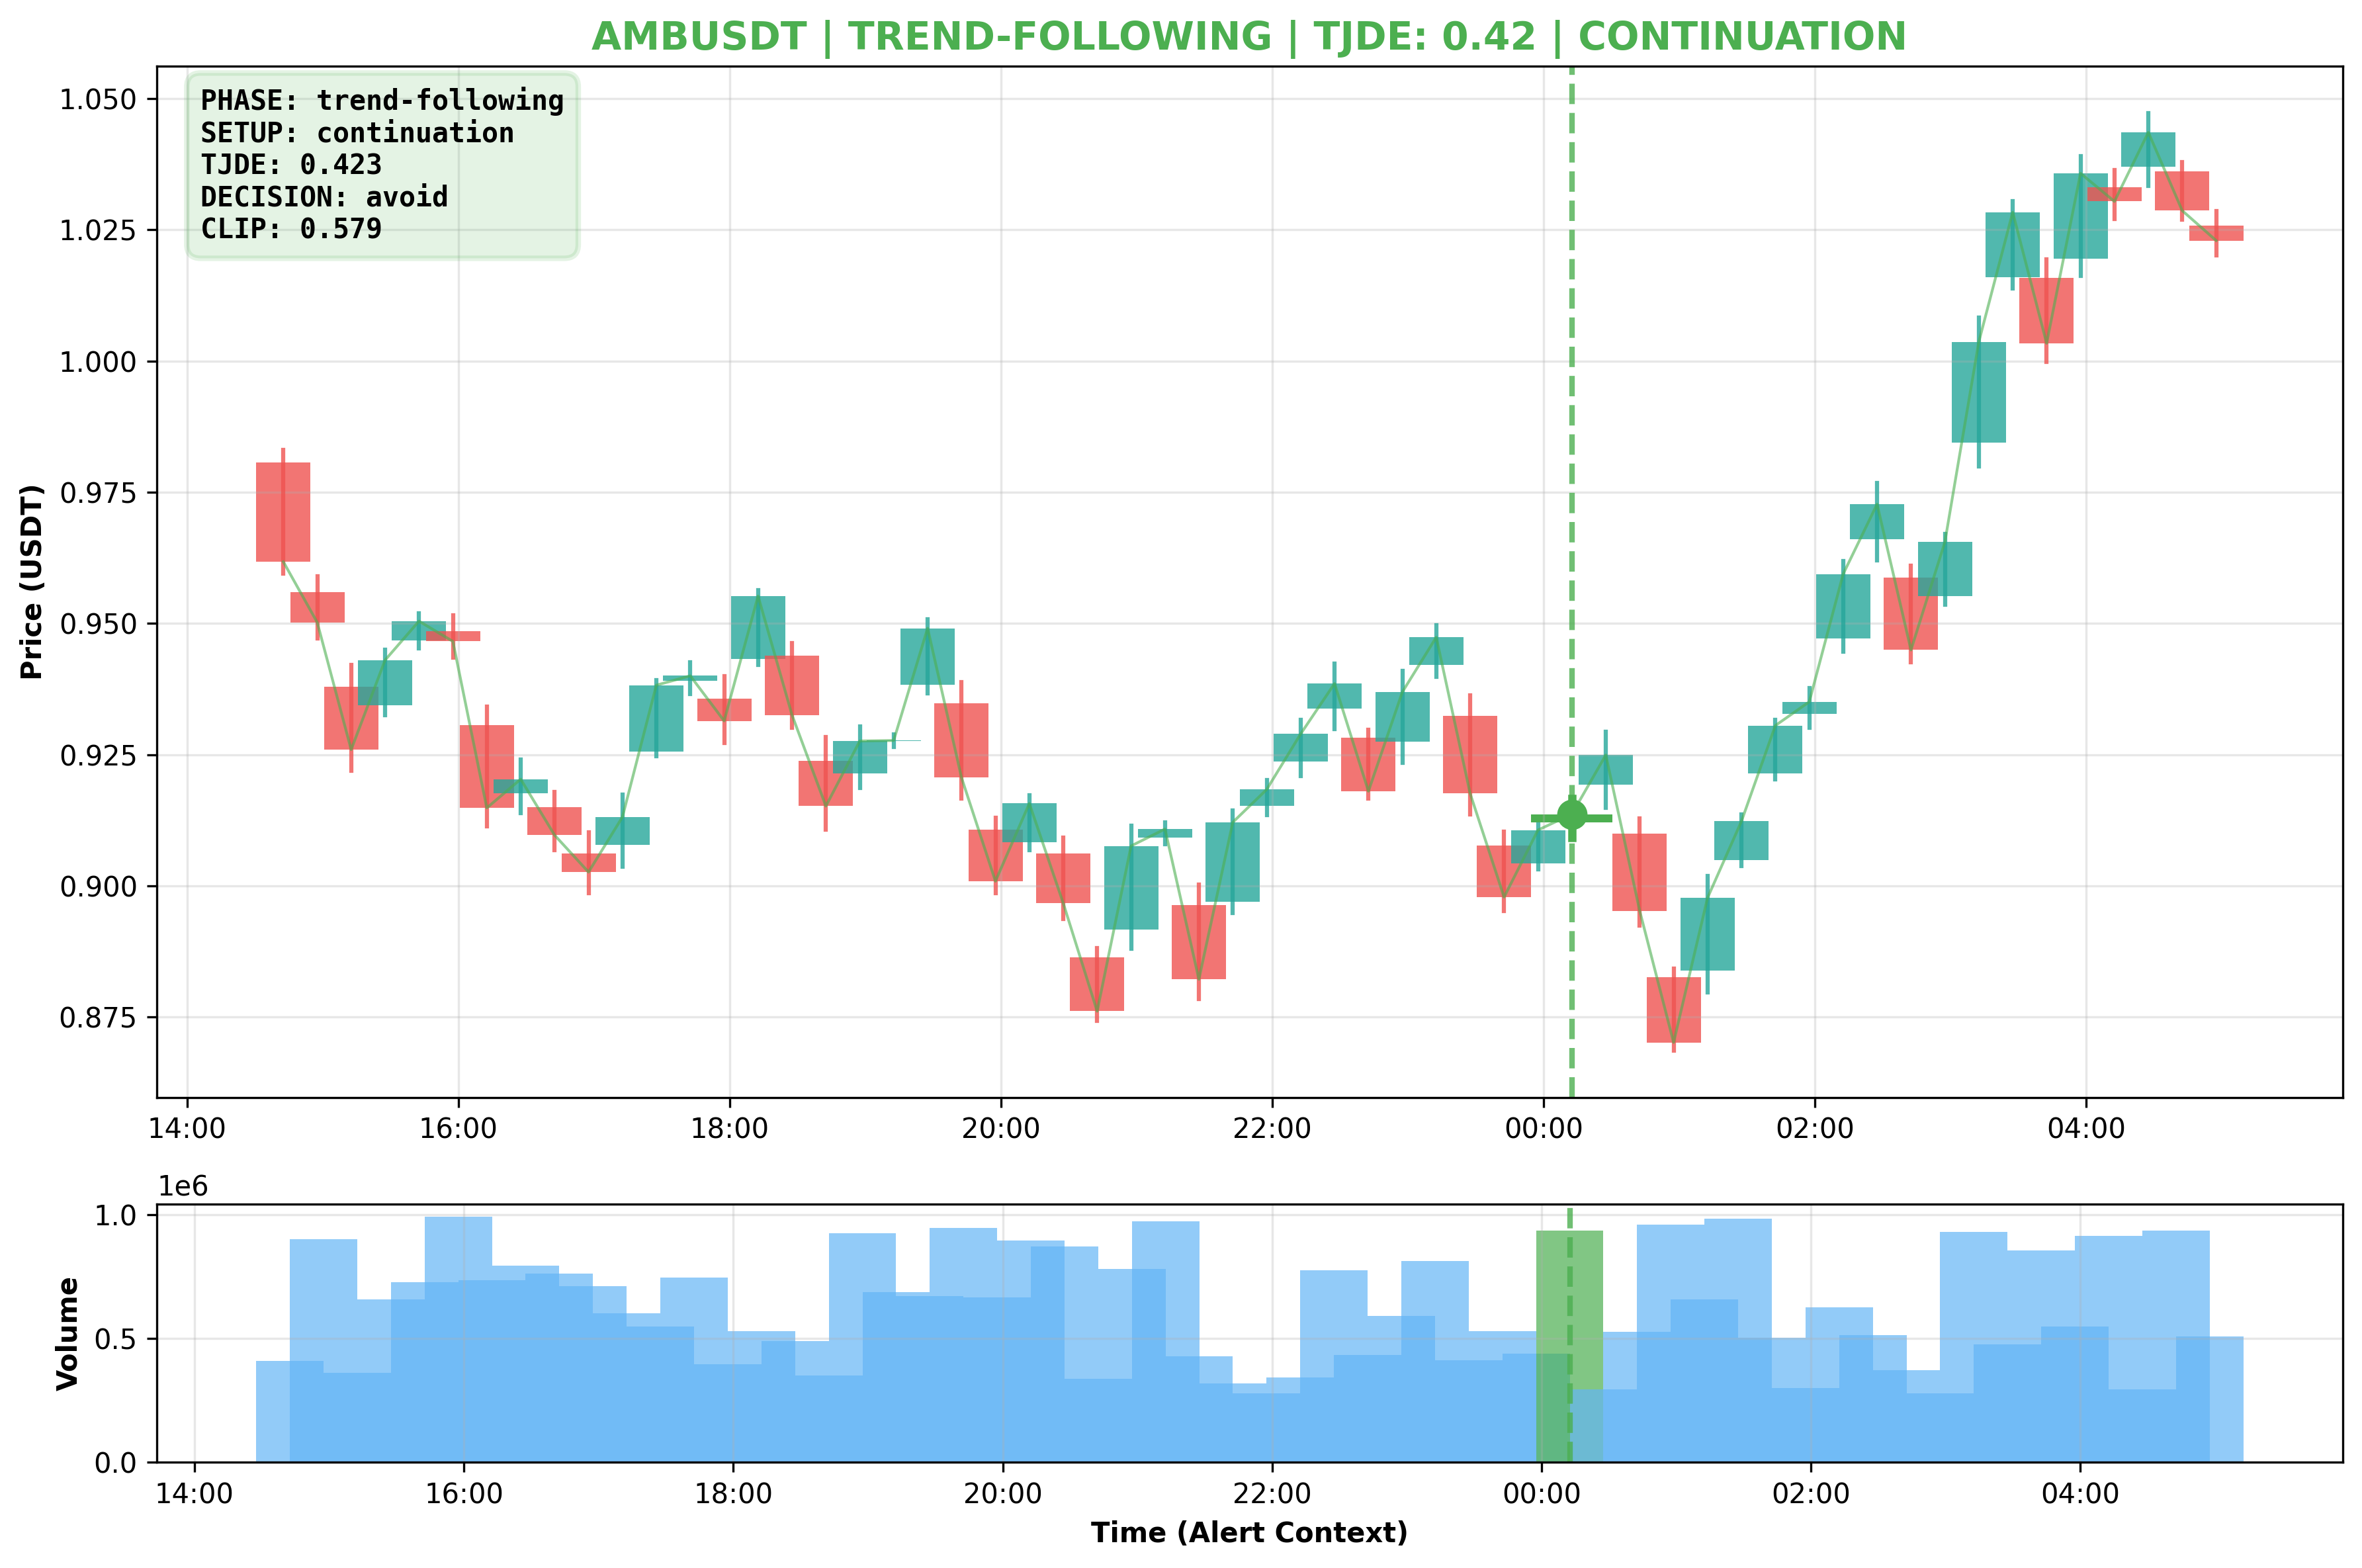 AMBUSDT | TREND-FOLLOWING | TJDE: 0.42 | CONTINUATION
PHASE: trend-following
SETUP: continuation
TJDE: 0.423
DECISION: avoid
CLIP: 0.579
Price (USDT)
1.050
1.025
1.000
0.975
0.950
0.925
0.900
0.875
14:00 16:00 18:00 20:00 22:00 00:00 02:00 04:00
1e6
Volume
1.0
0.5
0.0
14:00 16:00 18:00 20:00 22:00 00:00 02:00 04:00
Time (Alert Context)